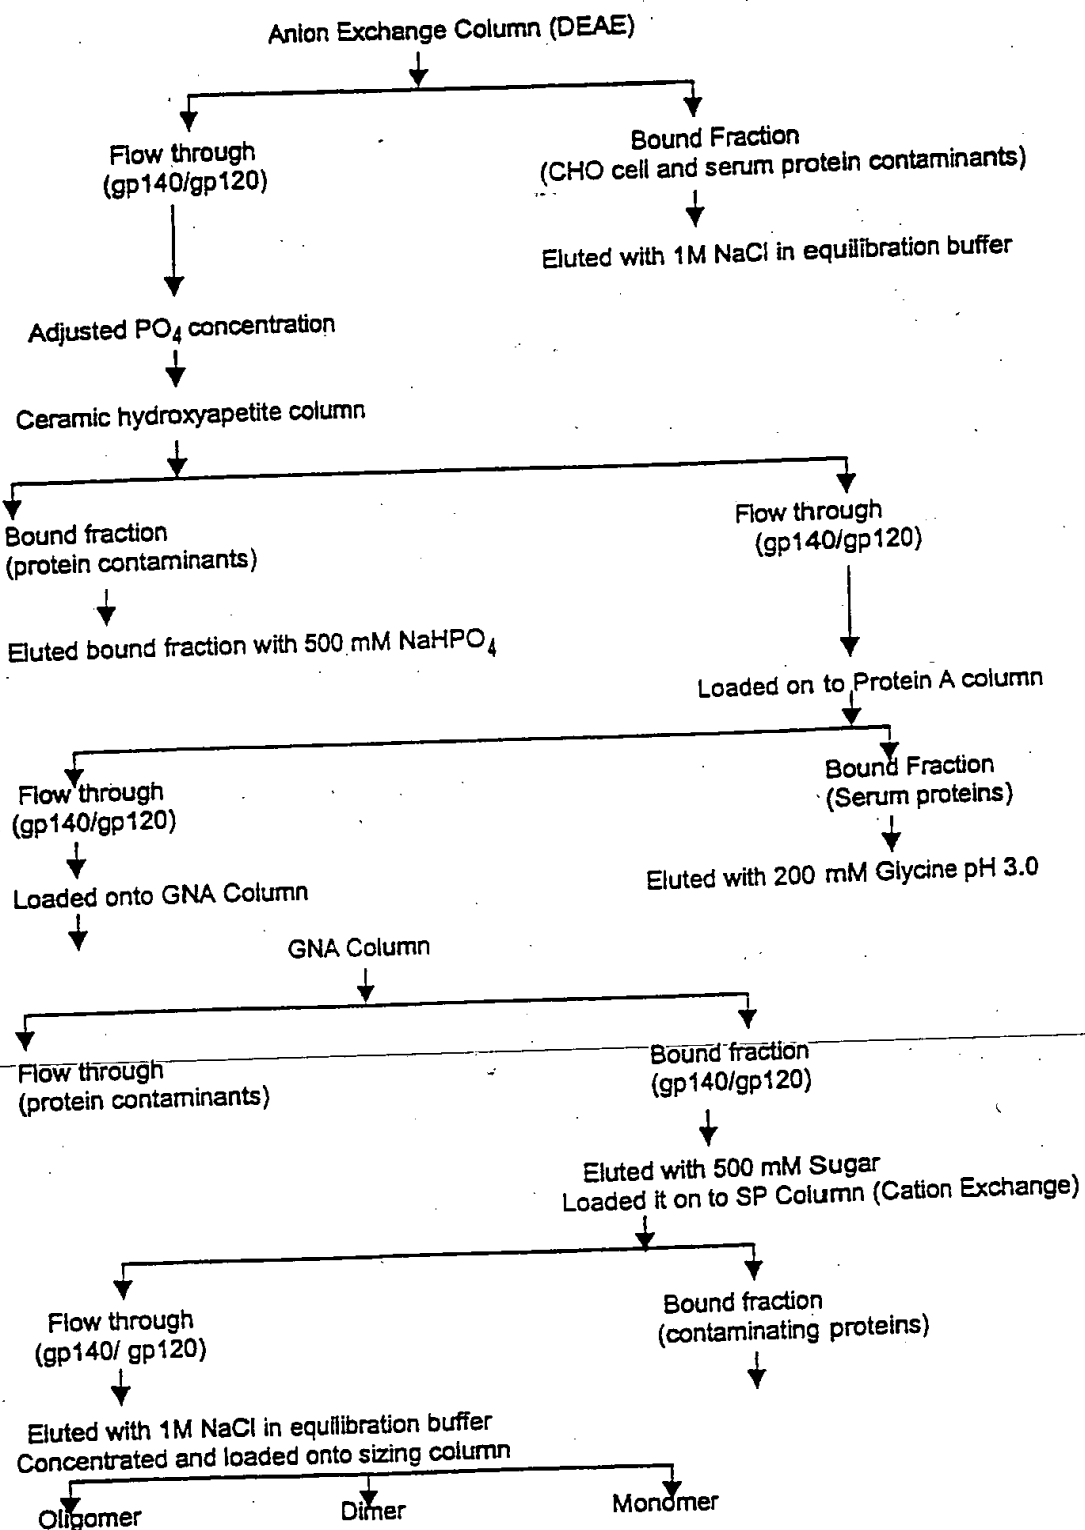 Anion Exchange Column (DEAE)
Flow through
(gp140/gp120)
Bound Fraction
(CHO cell and serum protein contaminants)
Eluted with 1M NaCl in equilibration buffer
Adjusted PO4 concentration
Ceramic hydroxyapetite column
Bound fraction
(protein contaminants)
Eluted bound fraction with 500 mM NaHPO4
Flow through
(gp140/gp120)
Loaded on to Protein A column
Flow through
(gp140/gp120)
Loaded onto GNA Column
Bound Fraction
(Serum proteins)
Eluted with 200 mM Glycine pH 3.0
GNA Column
Flow through
(protein contaminants)
Bound fraction
(gp140/gp120)
Eluted with 500 mM Sugar
Loaded it on to SP Column (Cation Exchange)
Flow through
(gp140/ gp120)
Bound fraction
(contaminating proteins)
Eluted with 1M NaCl in equilibration buffer
Concentrated and loaded onto sizing column
Oligomer
Dimer
Monomer